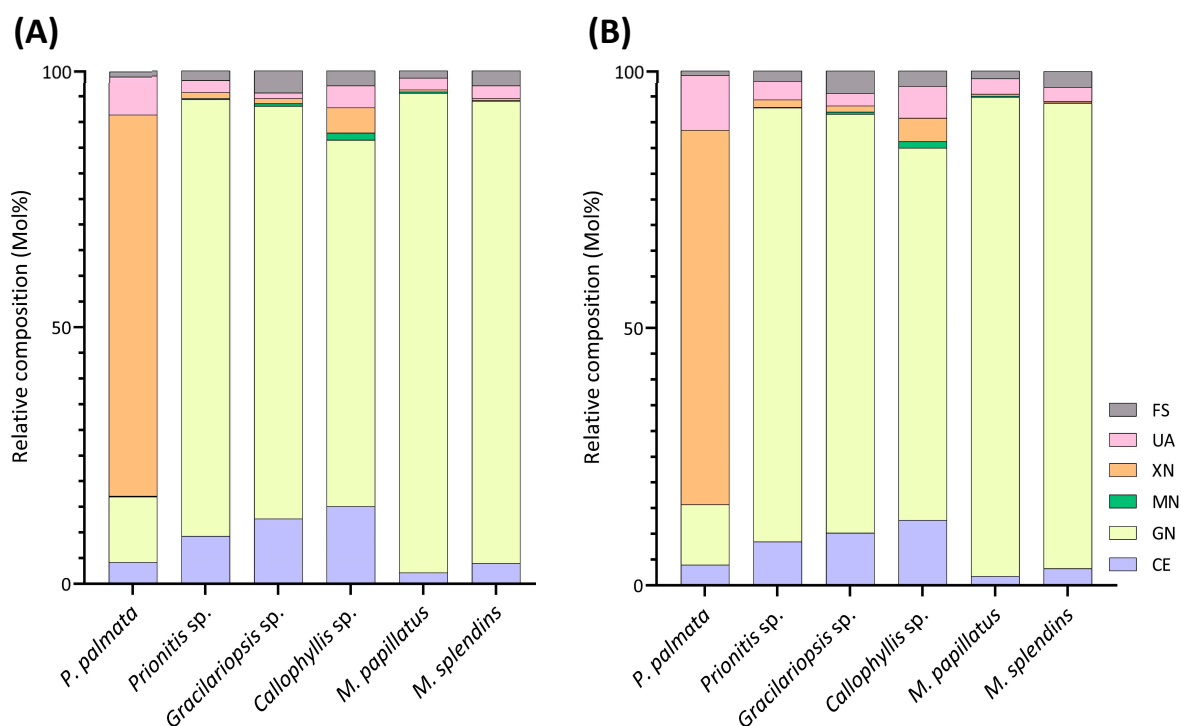 (A)
Relative composition (Mol%)
100
50
0
P. palmata
Prionitis sp.
Gracilariopsis sp.
Callophyllis sp.
M. papillatus
M. splendins
(B)
Relative composition (Mol%)
100
50
0
P. palmata
Prionitis sp.
Gracilariopsis sp.
Callophyllis sp.
M. papillatus
M. splendins
FS
UA
XN
MN
GN
CE